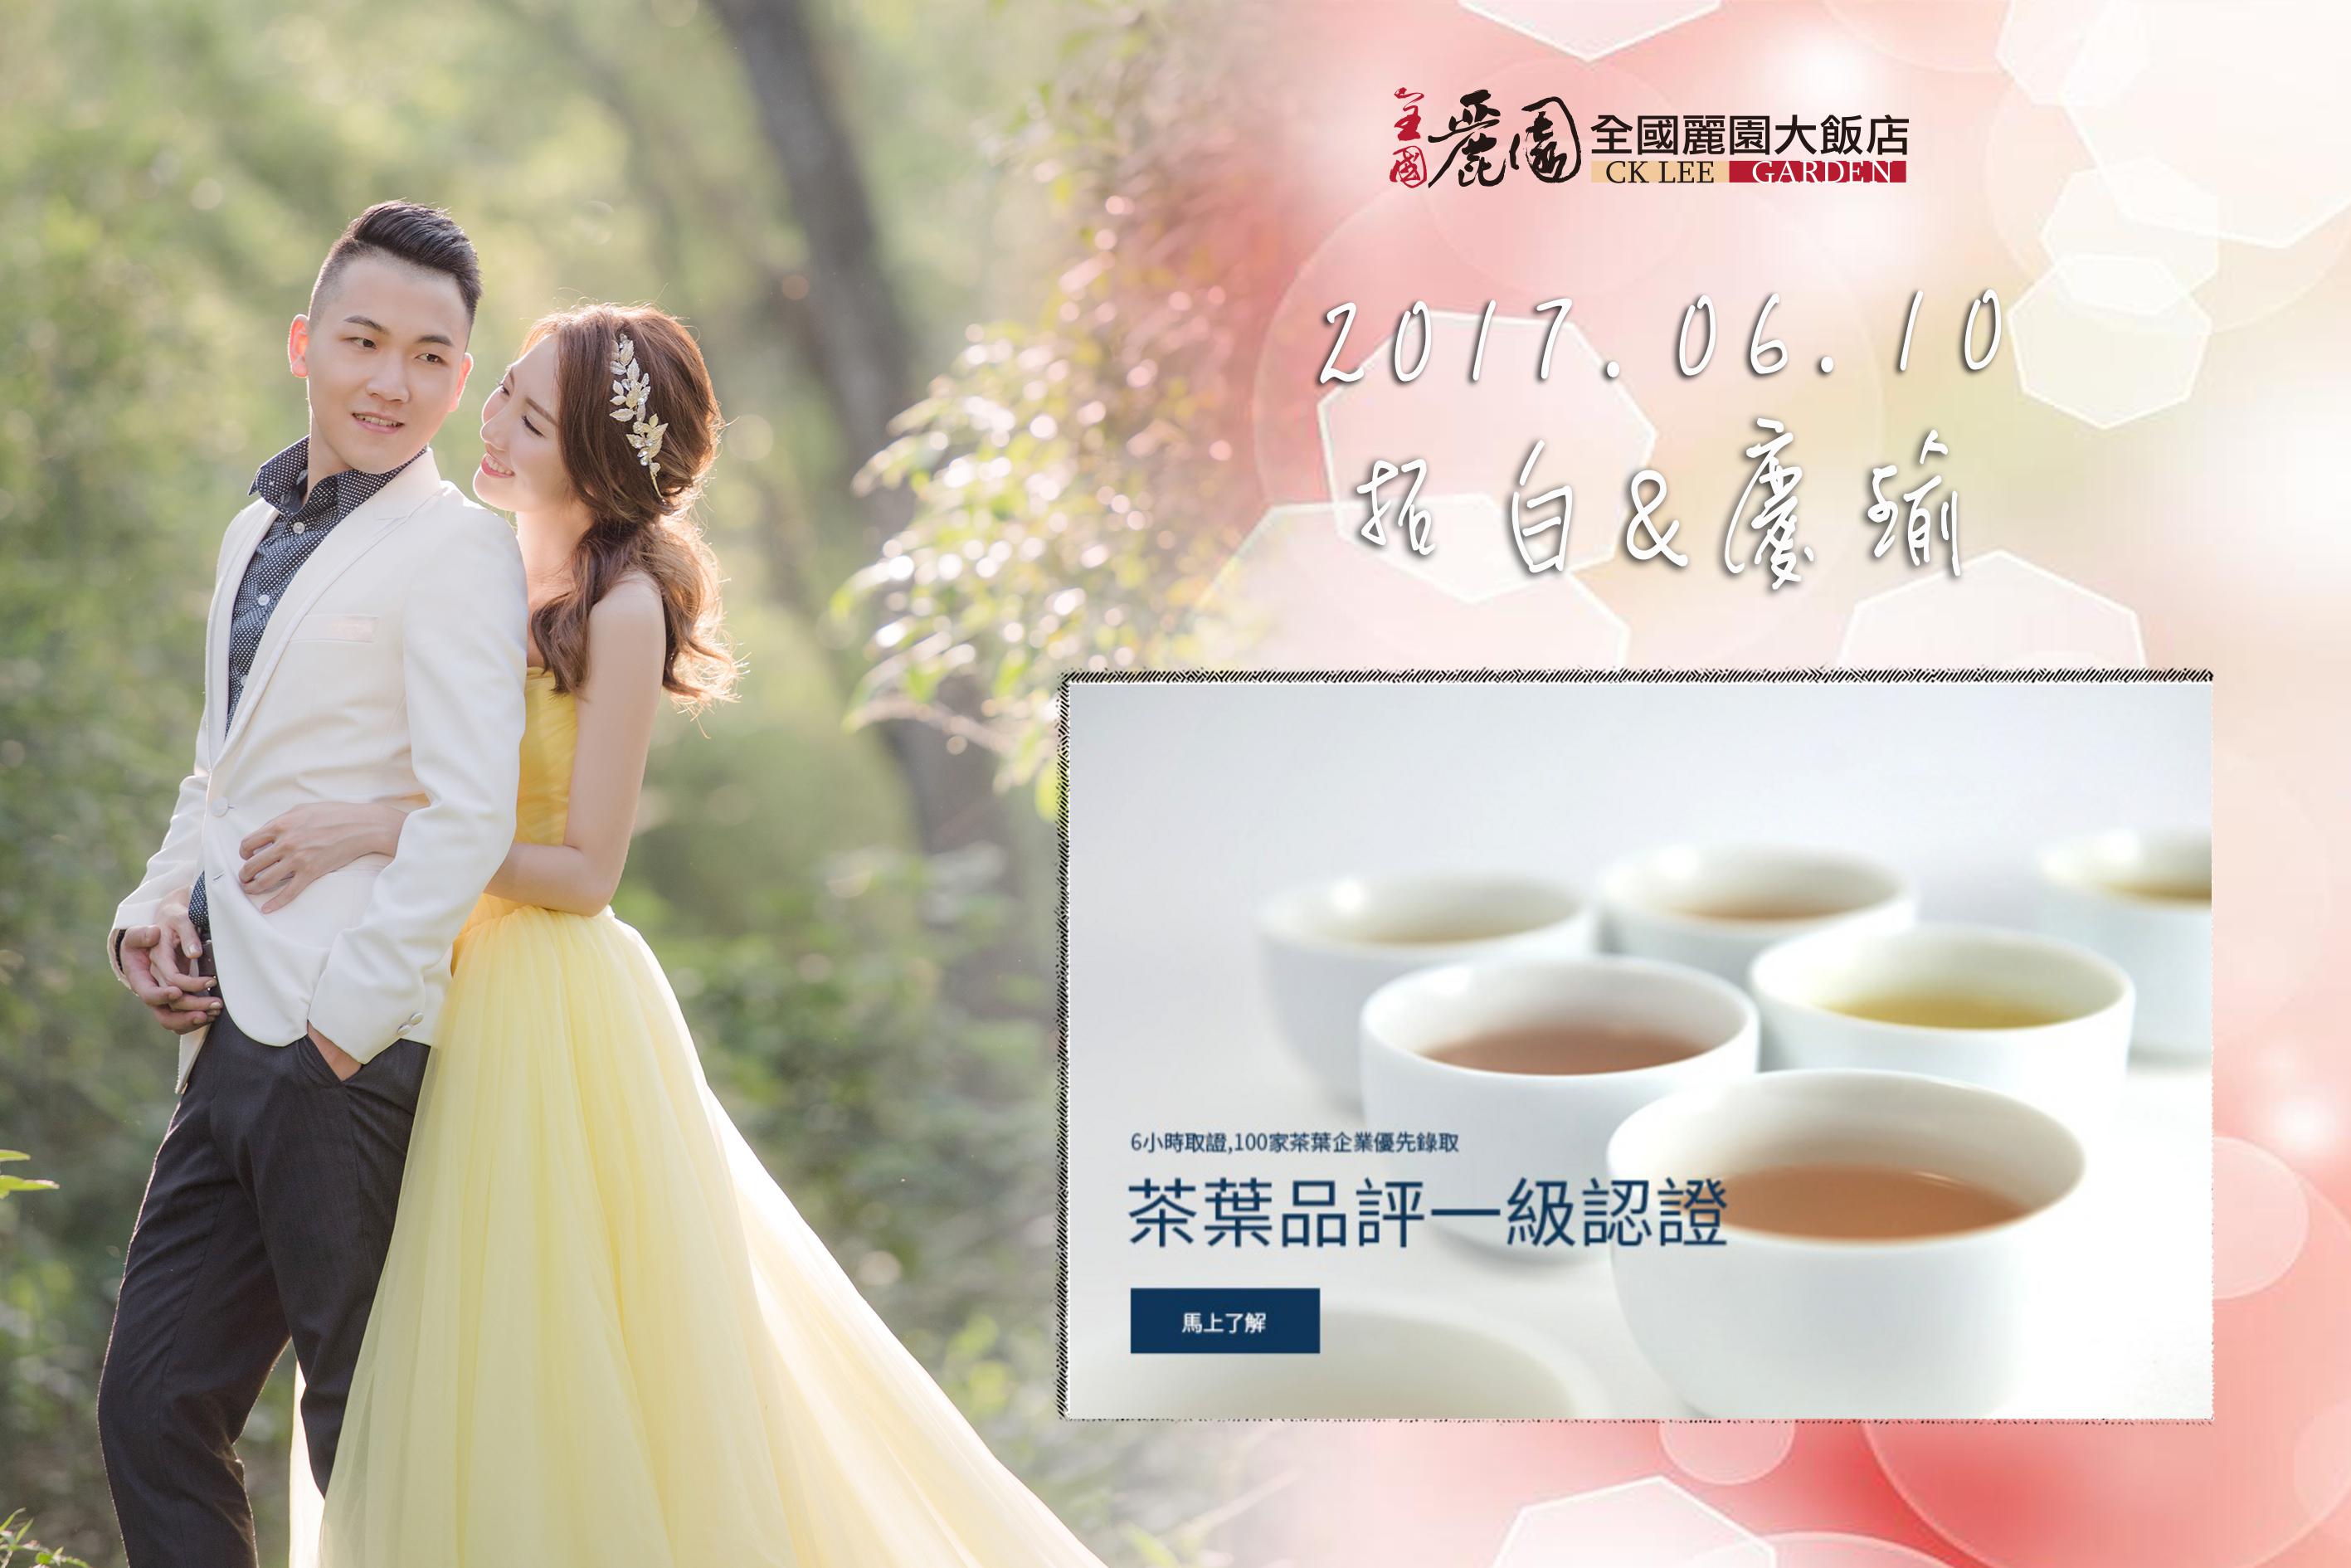 全國 麗園 全國麗園大飯店
CK LEE GARDEN
2017.06.10
拓白&慶瑜
6小時取證,100家茶葉企業優先錄取
茶葉品評一級認證
馬上了解